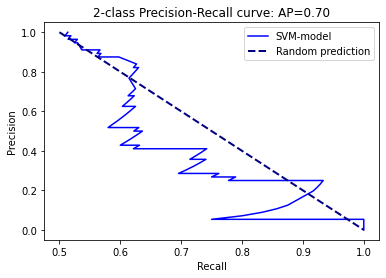 2-class Precision-Recall curve: AP=0.70
SVM-model
Random prediction
Precision
1.0
0.8
0.6
0.4
0.2
0.0
0.5
0.6
0.7
0.8
0.9
1.0
Recall